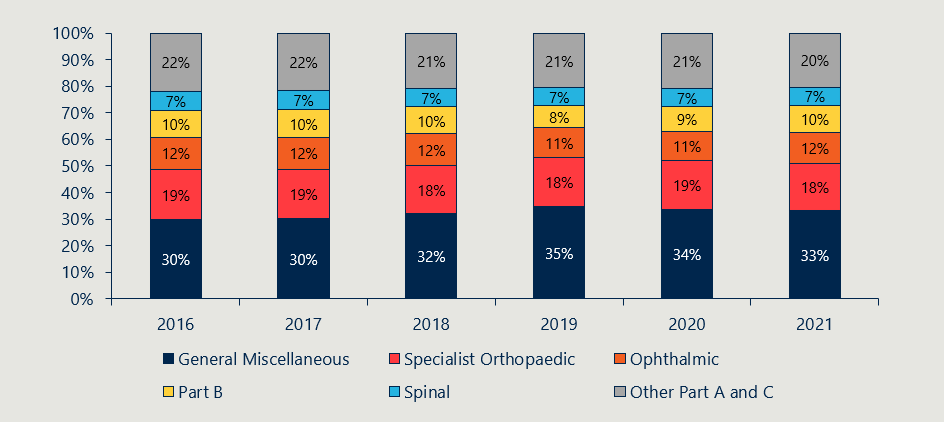 100%
90%
80%
70%
60%
50%
40%
30%
20%
10%
0%
22% 22% 21% 21% 21% 20%
7% 7% 7% 7% 7% 7%
10% 10% 10% 8% 9% 10%
12% 12% 12% 11% 11% 12%
19% 19% 18% 18% 19% 18%
30% 30% 32% 35% 34% 33%
2016 2017 2018 2019 2020 2021
General Miscellaneous Specialist Orthopaedic Ophthalmic
Part B Spinal Other Part A and C